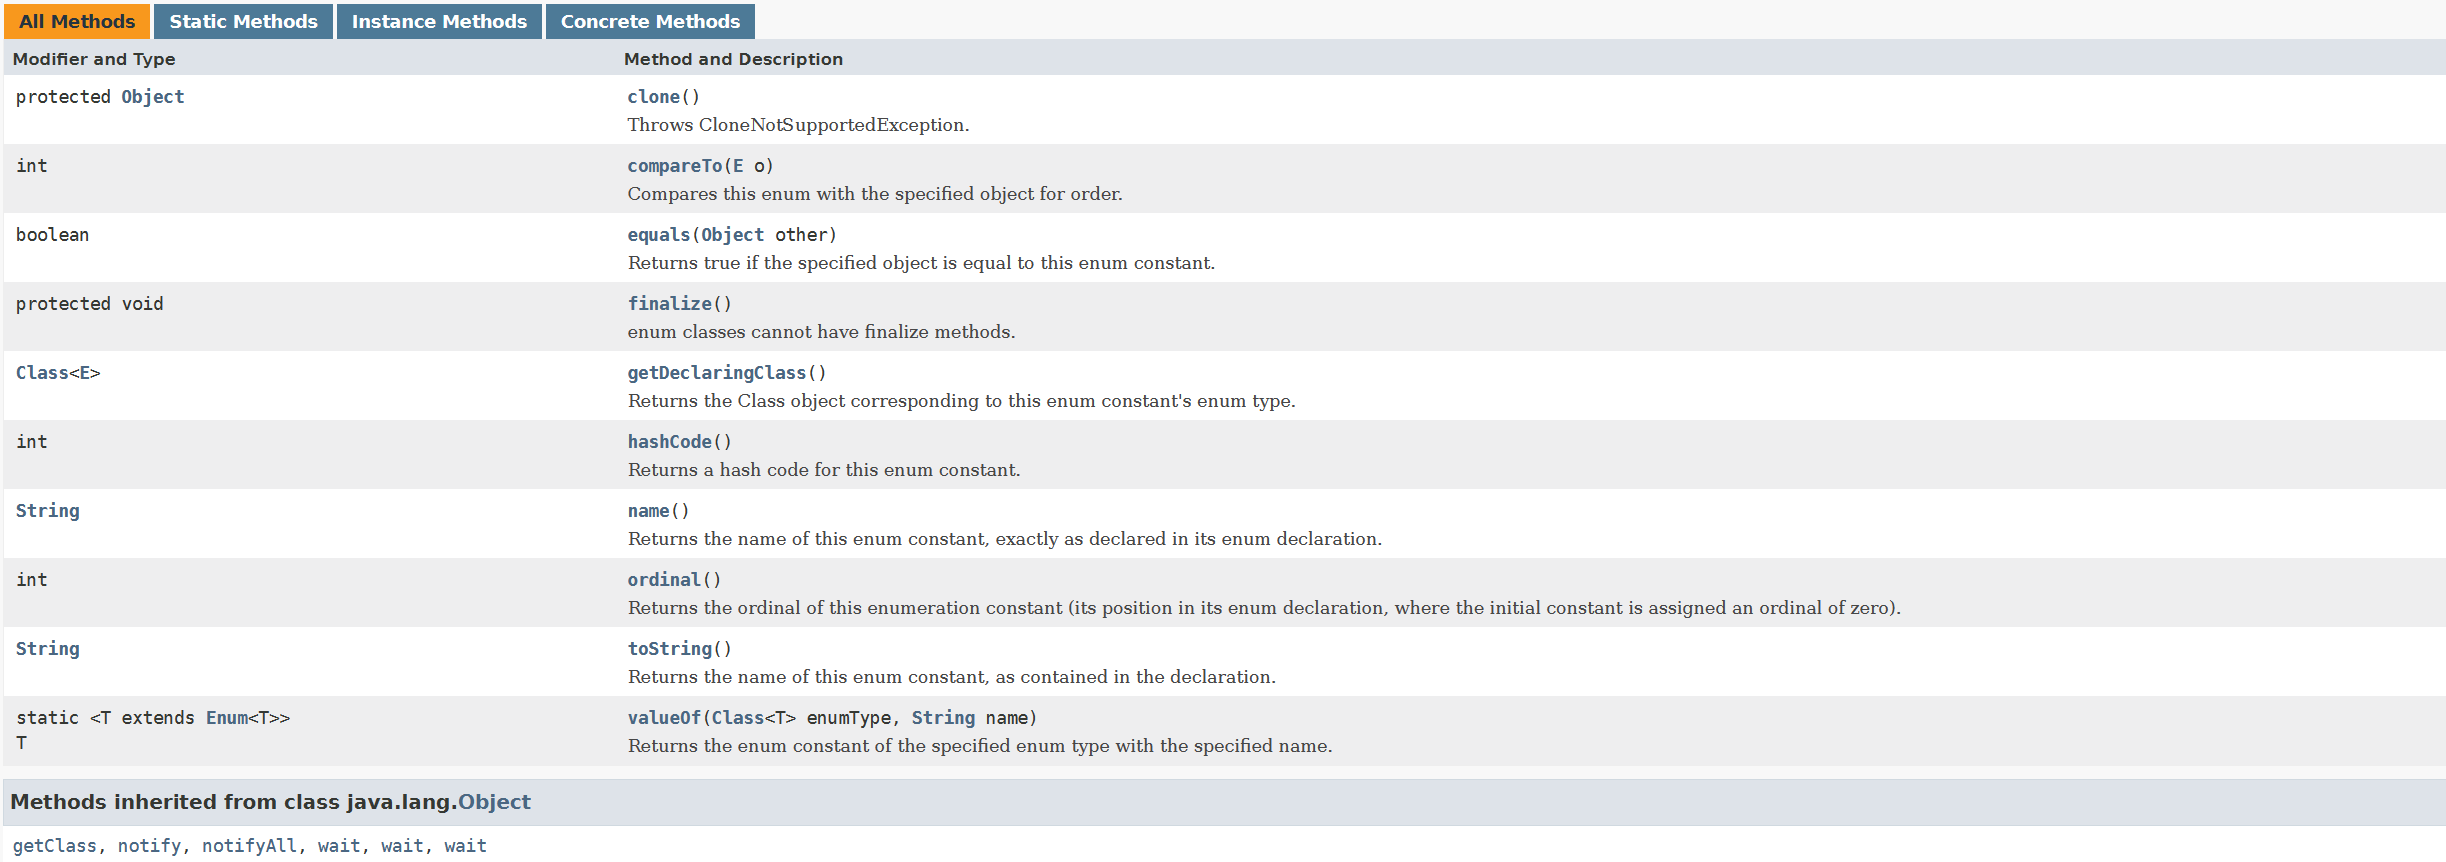 All Methods Static Methods Instance Methods Concrete Methods
Modifier and Type Method and Description
protected Object clone()
Throws CloneNotSupportedException.
int compareTo(E o)
Compares this enum with the specified object for order.
boolean equals(Object other)
Returns true if the specified object is equal to this enum constant.
protected void finalize()
enum classes cannot have finalize methods.
Class<E> getDeclaringClass()
Returns the Class object corresponding to this enum constant's enum type.
int hashCode()
Returns a hash code for this enum constant.
String name()
Returns the name of this enum constant, exactly as declared in its enum declaration.
int ordinal()
Returns the ordinal of this enumeration constant (its position in its enum declaration, where the initial constant is assigned an ordinal of zero).
String toString()
Returns the name of this enum constant, as contained in the declaration.
static <T extends Enum<T>> valueOf(Class<T> enumType, String name)
T Returns the enum constant of the specified enum type with the specified name.
Methods inherited from class java.lang.Object
getClass, notify, notifyAll, wait, wait, wait